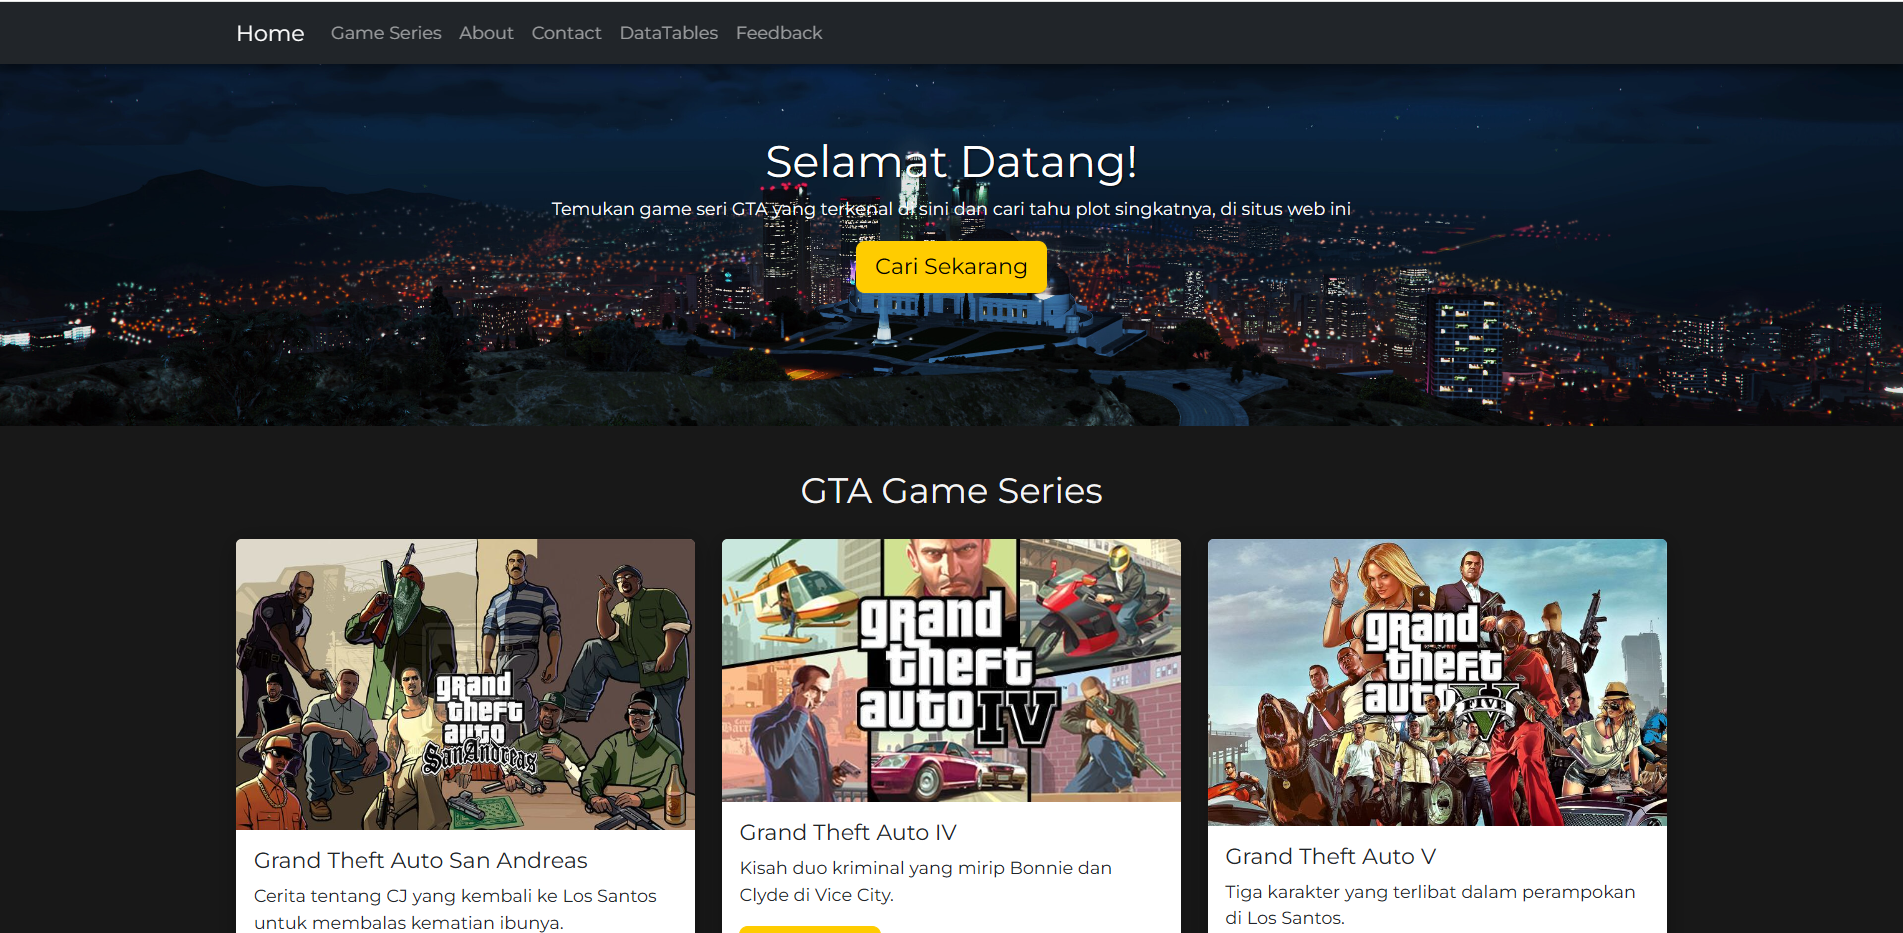 Home Game Series About Contact DataTables Feedback
Selamat Datang!
Temukan game seri GTA yang terkenal di sini dan cari tahu plot singkatnya, di situs web ini
Cari Sekarang
GTA Game Series
grand
theft
auto
San Andreas
Grand Theft Auto San Andreas
Cerita tentang CJ yang kembali ke Los Santos
untuk membalas kematian ibunya.
grand
theft
auto IV
Grand Theft Auto IV
Kisah duo kriminal yang mirip Bonnie dan
Clyde di Vice City.
grand
theft
auto V
FIVE
Grand Theft Auto V
Tiga karakter yang terlibat dalam perampokan
di Los Santos.